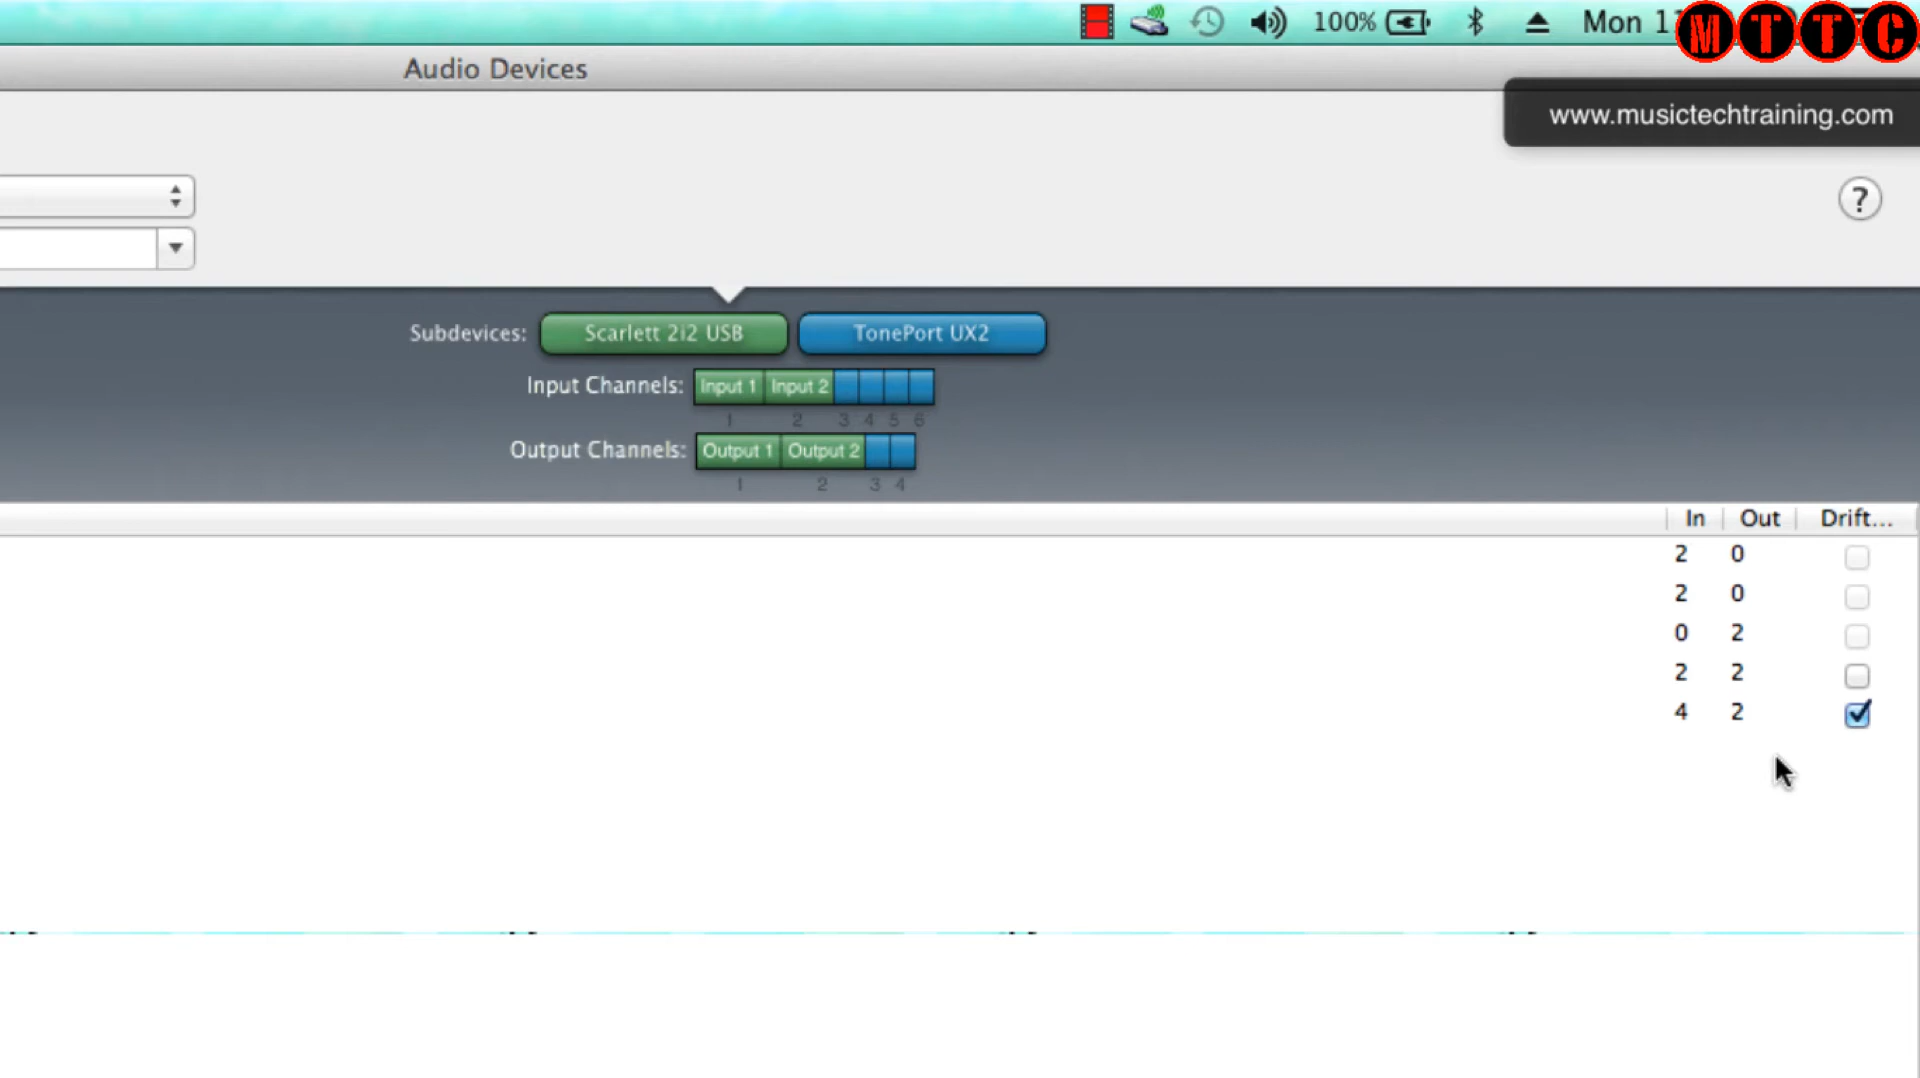 100% Mon 1
MTTC
Audio Devices
www.musictechtraining.com
?
Subdevices: Scarlett 2i2 USB TonePort UX2
Input Channels: Input 1 Input 2
1 2 3 4 5 6
Output Channels: Output 1 Output 2
1 2 3 4
In Out Drift...
2 0
2 0
0 2
2 2
4 2